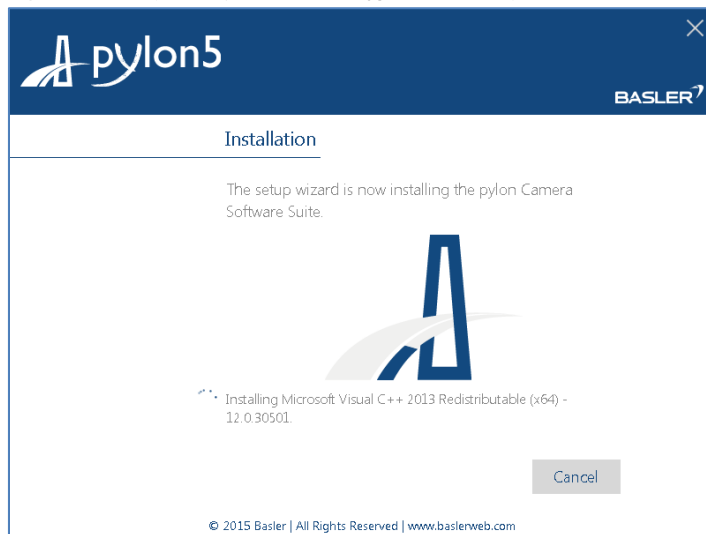 pylon5
BASLER
Installation
The setup wizard is now installing the pylon Camera
Software Suite.
Installing Microsoft Visual C++ 2013 Redistributable (x64) -
12.0.30501.
Cancel
© 2015 Basler | All Rights Reserved | www.baslerweb.com